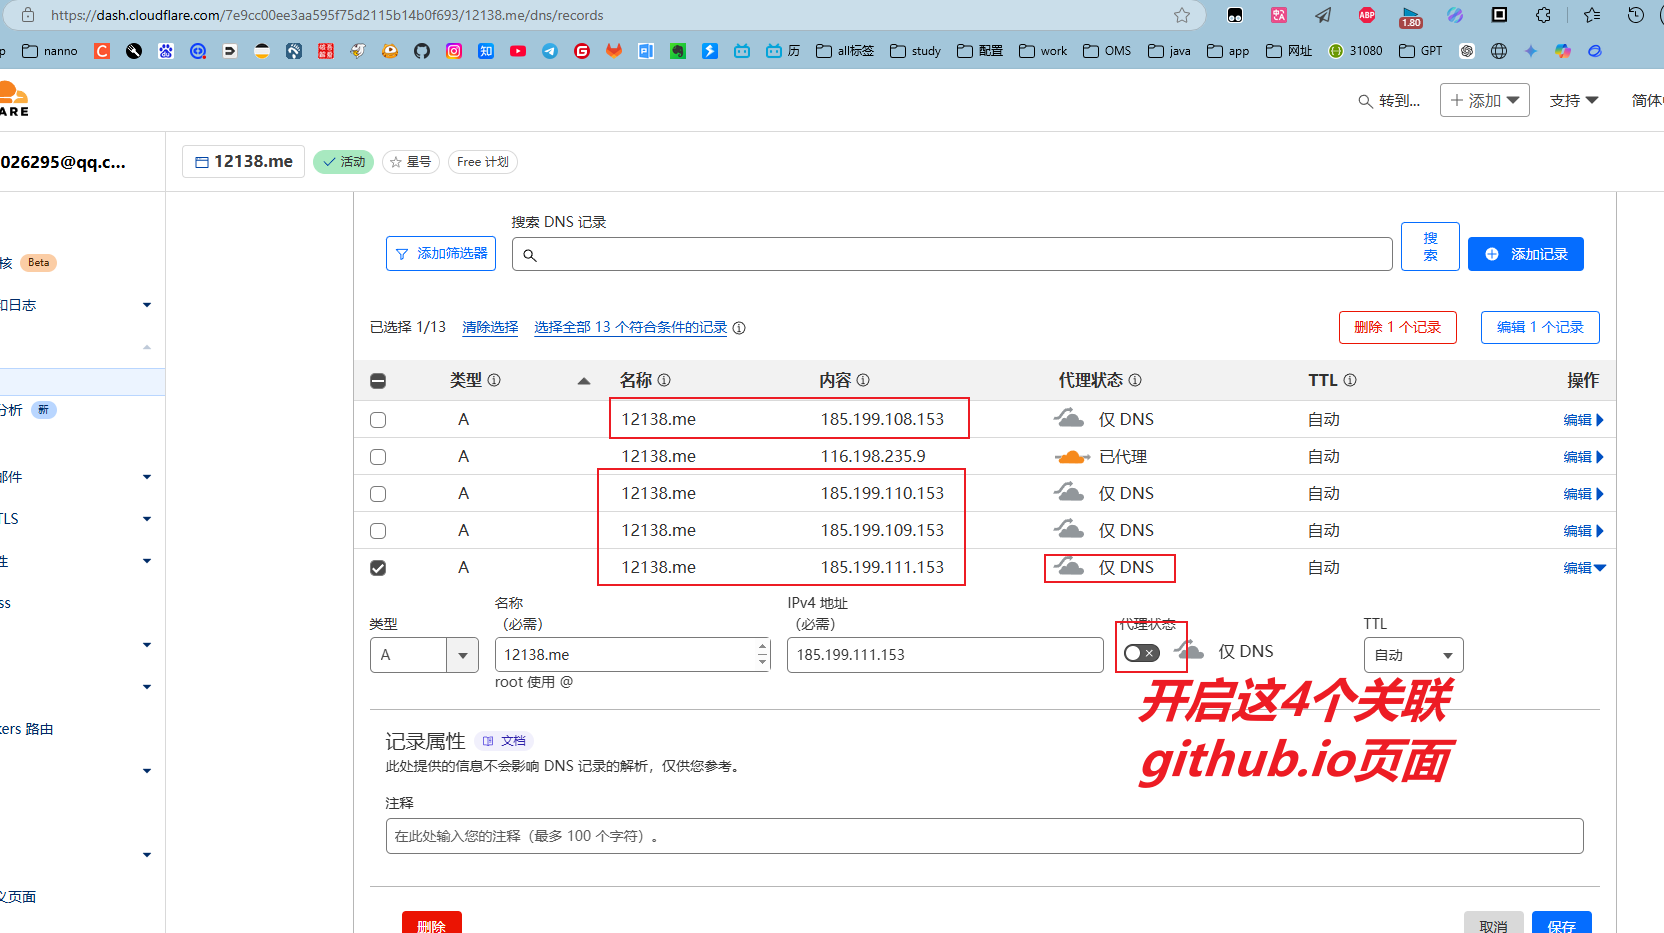 https://dash.cloudflare.com/7e9cc00ee3aa595f75d2115b14b0f693/12138.me/dns/records
ABP
1.80
p nanno 知 历 all标签 study 配置 work OMS java app 网址 31080 GPT
ARE
转到... 添加 支持 简体中
026295@qq.c...
12138.me 活动 星号 Free 计划
搜索 DNS 记录
添加筛选器
搜索
添加记录
核 Beta
和日志
已选择 1/13 清除选择 选择全部 13 个符合条件的记录
删除 1 个记录 编辑 1 个记录
类型 名称 内容 代理状态 TTL 操作
分析 新
A 12138.me 185.199.108.153 仅 DNS 自动 编辑
A 12138.me 116.198.235.9 已代理 自动 编辑
邮件
A 12138.me 185.199.110.153 仅 DNS 自动 编辑
TLS
A 12138.me 185.199.109.153 仅 DNS 自动 编辑
性
A 12138.me 185.199.111.153 仅 DNS 自动 编辑
ss
类型
名称
（必需）
IPv4 地址
（必需）
代理状态
TTL
A
12138.me
185.199.111.153
仅 DNS
自动
root 使用 @
开启这4个关联
github.io页面
kers 路由
记录属性 文档
此处提供的信息不会影响 DNS 记录的解析，仅供您参考。
注释
在此处输入您的注释（最多 100 个字符）。
义页面
删除
取消 保存